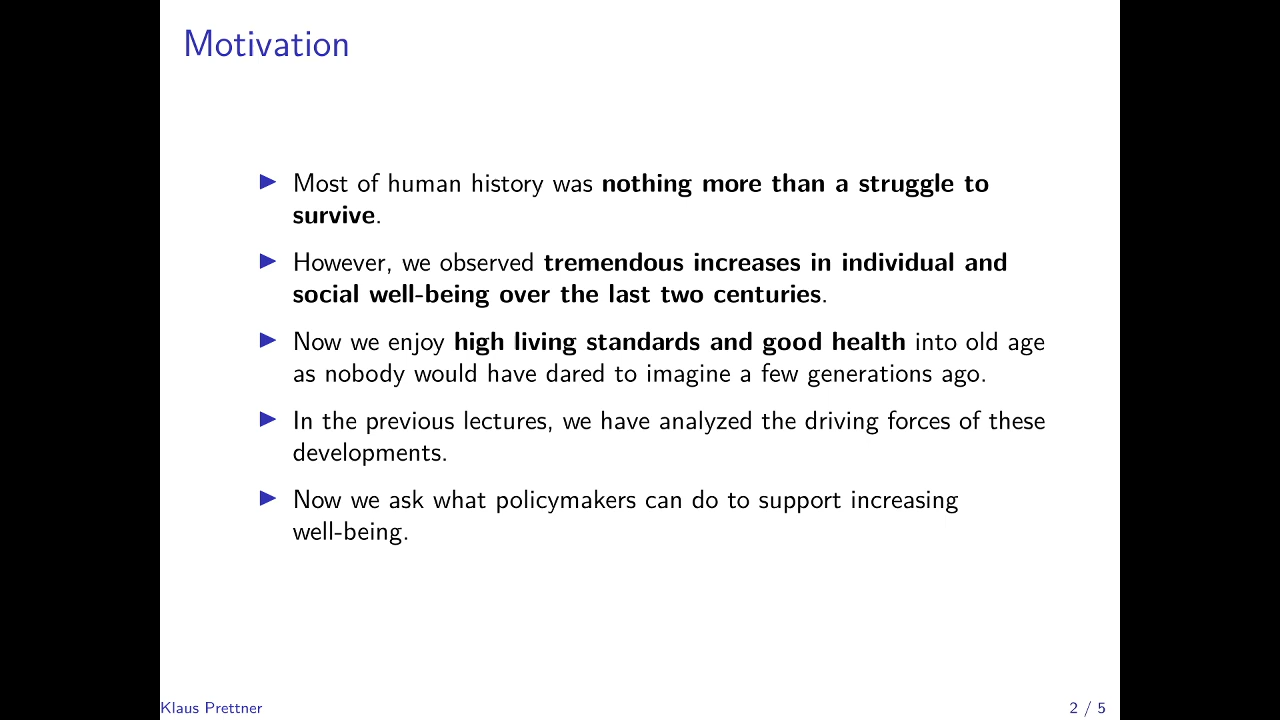 Motivation
Most of human history was nothing more than a struggle to
survive.
However, we observed tremendous increases in individual and
social well-being over the last two centuries.
Now we enjoy high living standards and good health into old age
as nobody would have dared to imagine a few generations ago.
In the previous lectures, we have analyzed the driving forces of these
developments.
Now we ask what policymakers can do to support increasing
well-being.
Klaus Prettner
2 / 5